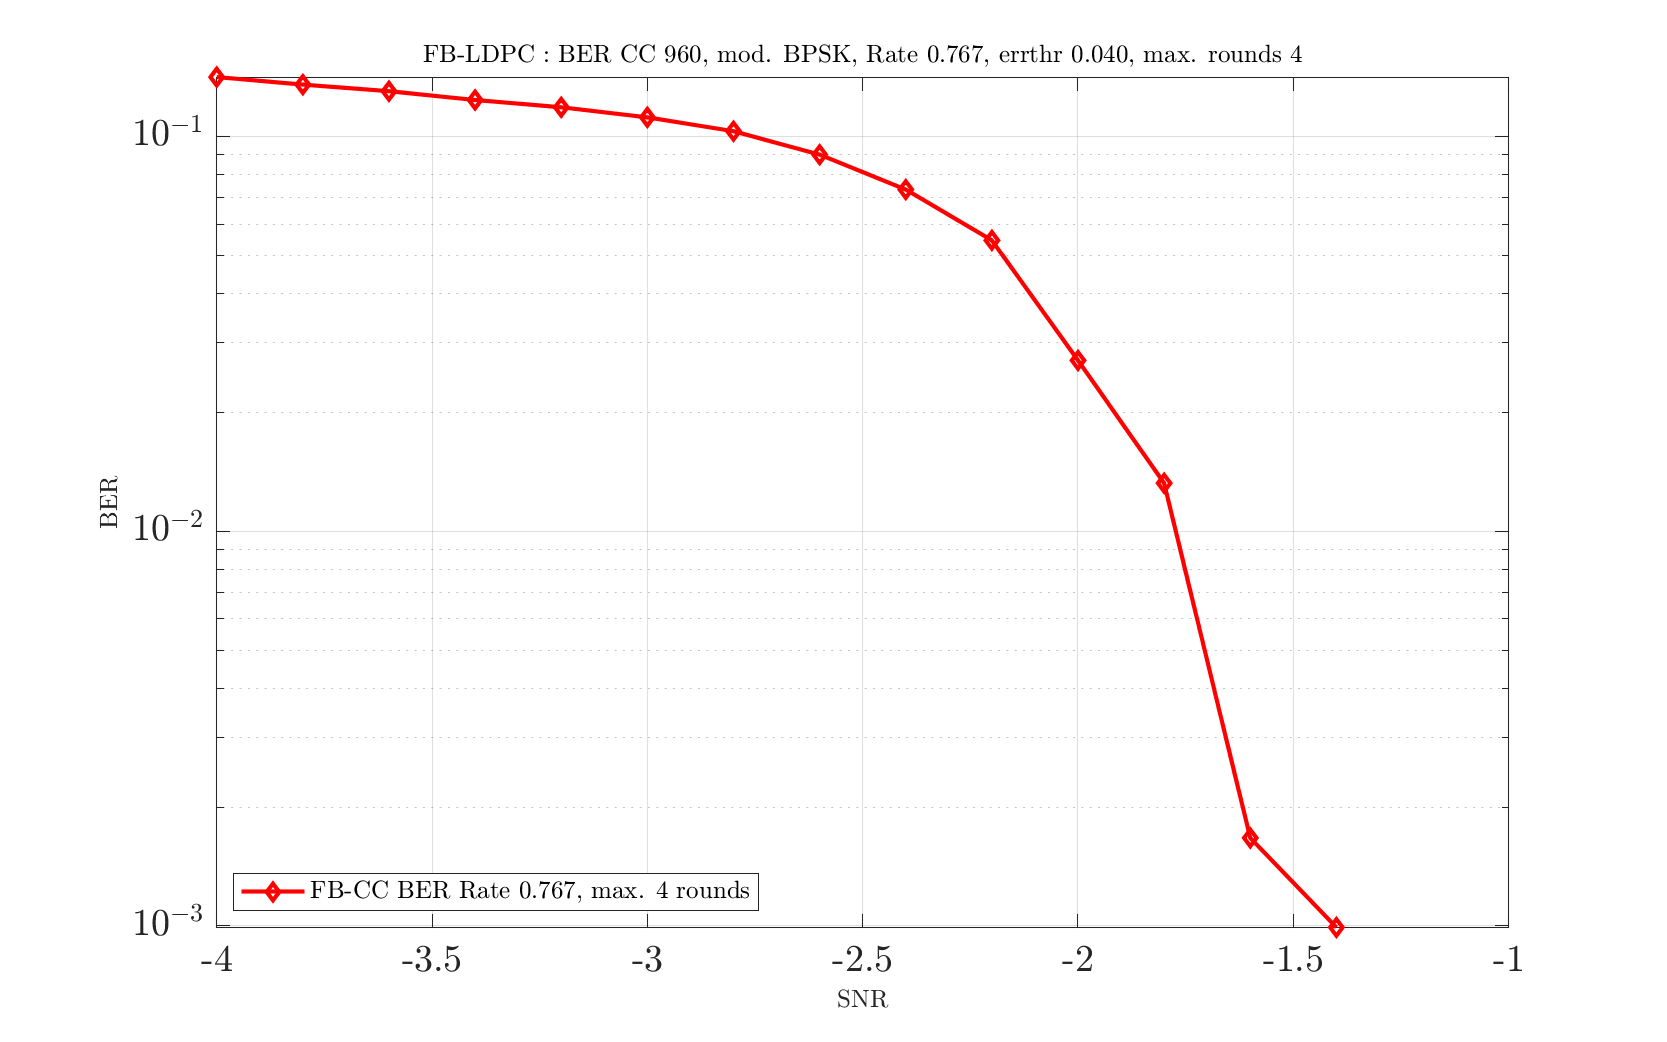 FB-LDPC : BER CC 960, mod. BPSK, Rate 0.767, errthr 0.040, max. rounds 4
10⁻¹
10⁻²
10⁻³
BER
FB-CC BER Rate 0.767, max. 4 rounds
-4 -3.5 -3 -2.5 -2 -1.5 -1
SNR